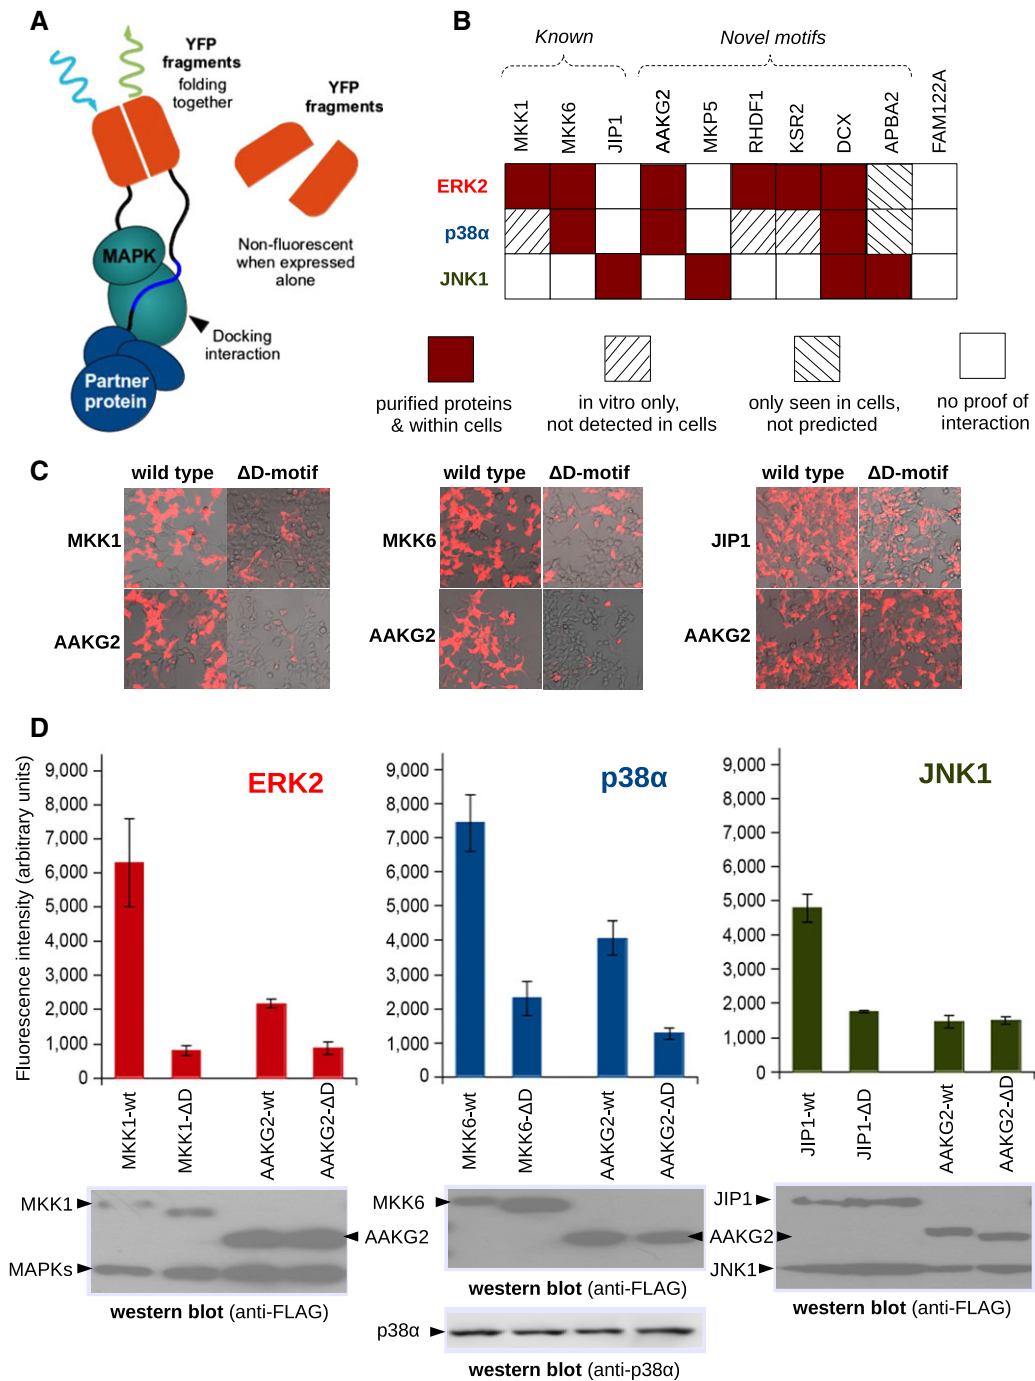 A
YFP
fragments
folding
together
YFP
fragments
MAPK
Non-fluorescent
when expressed
alone
Docking
interaction
Partner
protein
B
Known
Novel motifs
MKK1
MKK6
JIP1
AAKG2
MKP5
RHDF1
KSR2
DCX
APBA2
FAM122A
ERK2
p38α
JNK1
purified proteins
& within cells
in vitro only,
not detected in cells
only seen in cells,
not predicted
no proof of
interaction
C
wild type
ΔD-motif
wild type
ΔD-motif
wild type
ΔD-motif
MKK1
MKK6
JIP1
AAKG2
AAKG2
AAKG2
D
Fluorescence intensity (arbitrary units)
ERK2
9,000
8,000
7,000
6,000
5,000
4,000
3,000
2,000
1,000
0
MKK1-wt
MKK1-ΔD
AAKG2-wt
AAKG2-ΔD
p38α
9,000
8,000
7,000
6,000
5,000
4,000
3,000
2,000
1,000
0
MKK6-wt
MKK6-ΔD
AAKG2-wt
AAKG2-ΔD
JNK1
9,000
8,000
7,000
6,000
5,000
4,000
3,000
2,000
1,000
0
JIP1-wt
JIP1-ΔD
AAKG2-wt
AAKG2-ΔD
MKK1
MAPKs
western blot (anti-FLAG)
MKK6
AAKG2
western blot (anti-FLAG)
p38α
western blot (anti-p38α)
JIP1
AAKG2
JNK1
western blot (anti-FLAG)